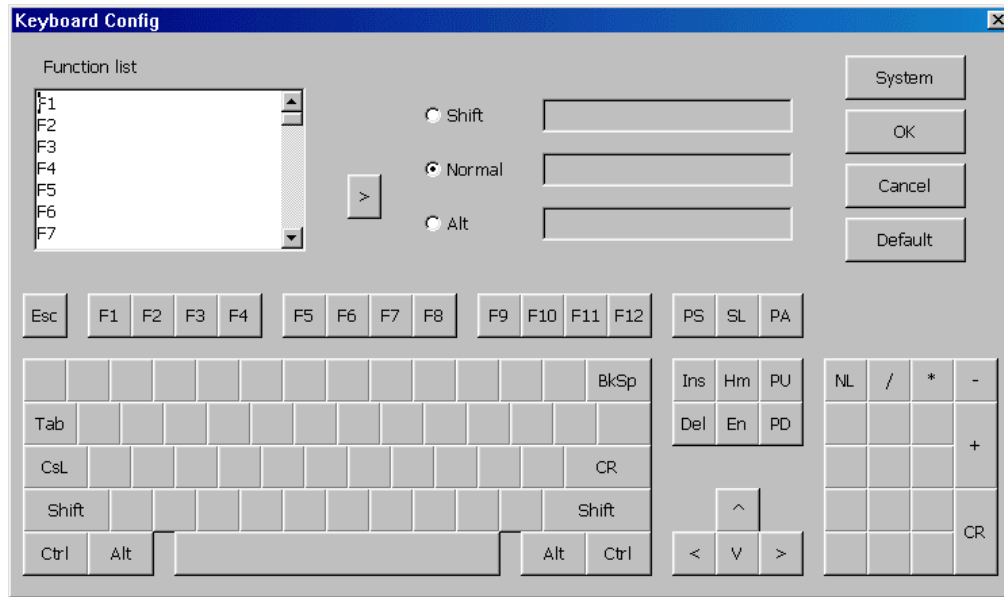 Keyboard Config
Function list
F1
F2
F3
F4
F5
F6
F7
>
Shift
Normal
Alt
System
OK
Cancel
Default
Esc F1 F2 F3 F4 F5 F6 F7 F8 F9 F10 F11 F12 PS SL PA
BkSp Ins Hm PU NL / * -
Tab Del En PD +
CsL CR
Shift Shift ^
Ctrl Alt Alt Ctrl < V > CR